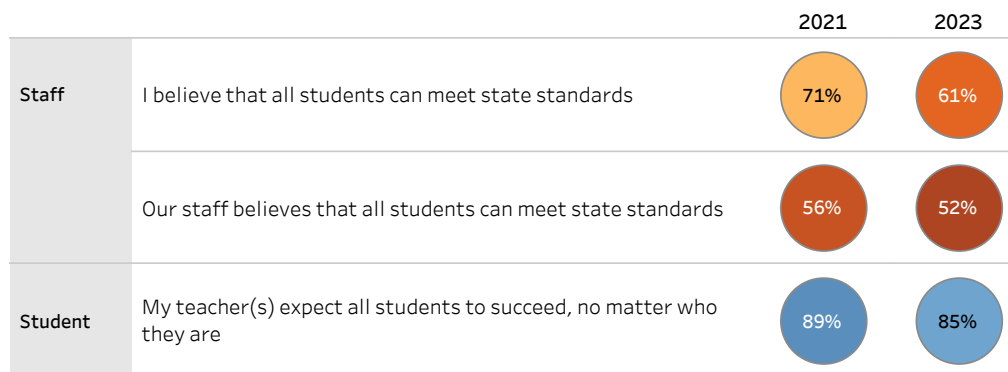 2021 2023
Staff I believe that all students can meet state standards 71% 61%
Our staff believes that all students can meet state standards 56% 52%
Student My teacher(s) expect all students to succeed, no matter who
they are 89% 85%